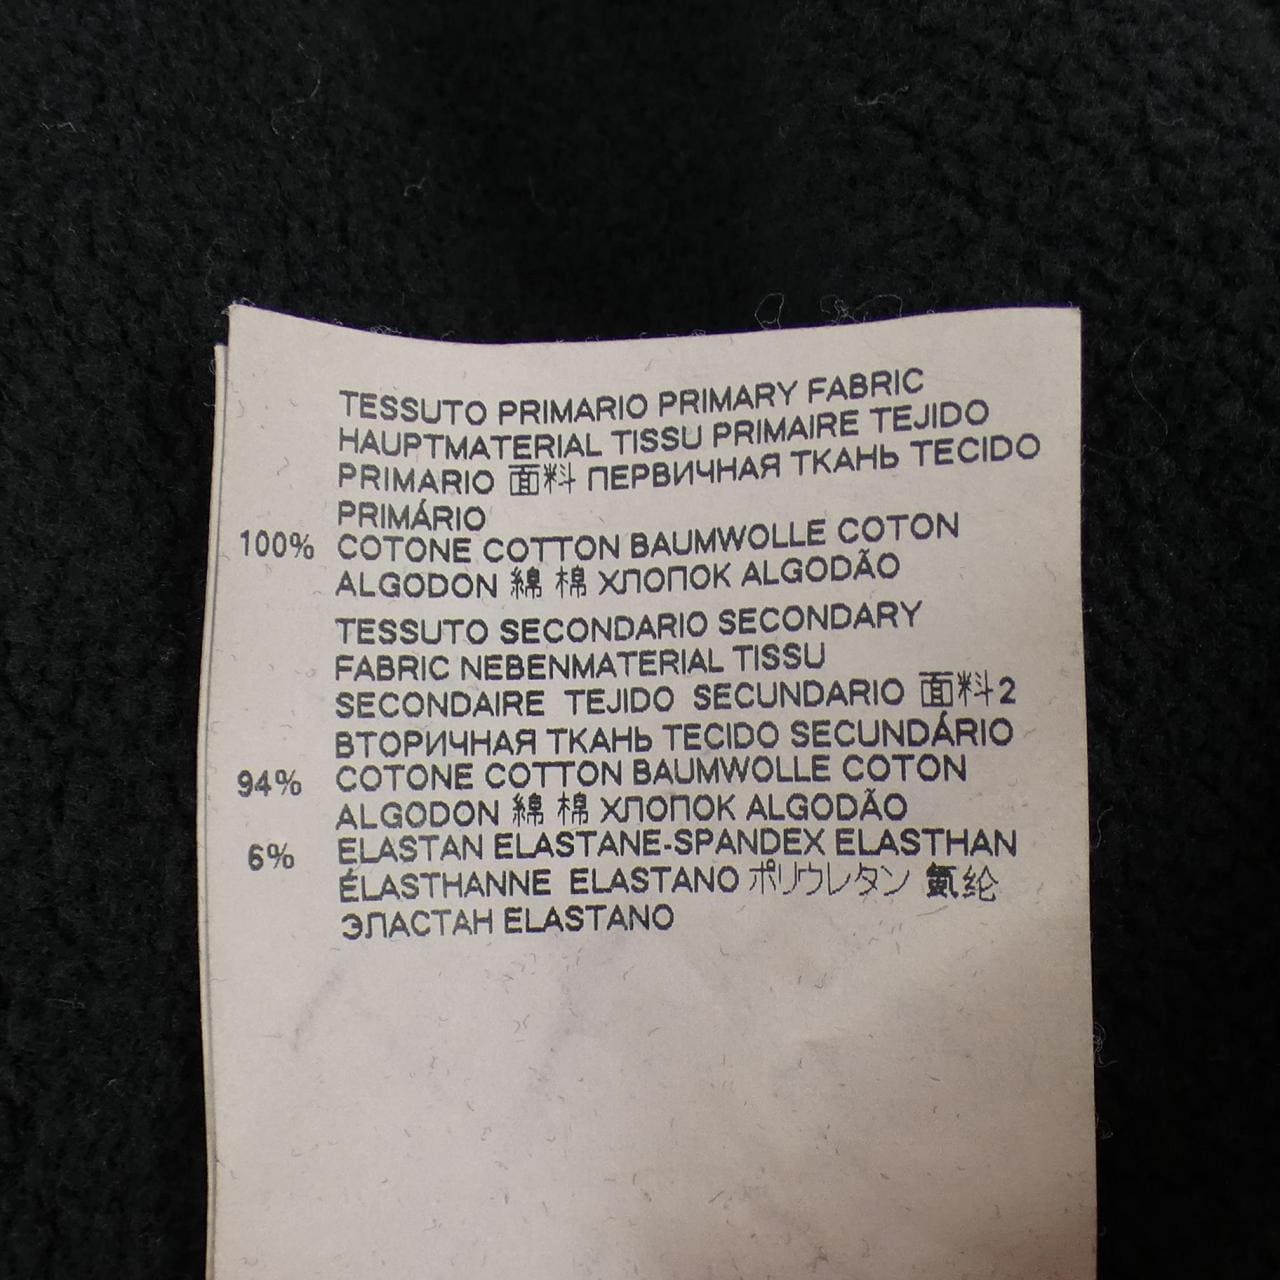 TESSUTO PRIMARIO PRIMARY FABRIC
HAUPTMATERIAL TISSU PRIMAIRE TEJIDO
PRIMARIO 面料 ПЕРВИЧНАЯ ТКАНЬ TECIDO
PRIMÁRIO
100% COTONE COTTON BAUMWOLLE COTON
ALGODON 綿 棉 ХЛОПОК ALGODÃO
TESSUTO SECONDARIO SECONDARY
FABRIC NEBENMATERIAL TISSU
SECONDAIRE TEJIDO SECUNDARIO 面料2
ВТОРИЧНАЯ ТКАНЬ TECIDO SECUNDÁRIO
94% COTONE COTTON BAUMWOLLE COTON
ALGODON 綿 棉 ХЛОПОК ALGODÃO
6% ELASTAN ELASTANE-SPANDEX ELASTHAN
ÉLASTHANNE ELASTANO ポリウレタン 氨纶
ЭЛАСТАН ELASTANO